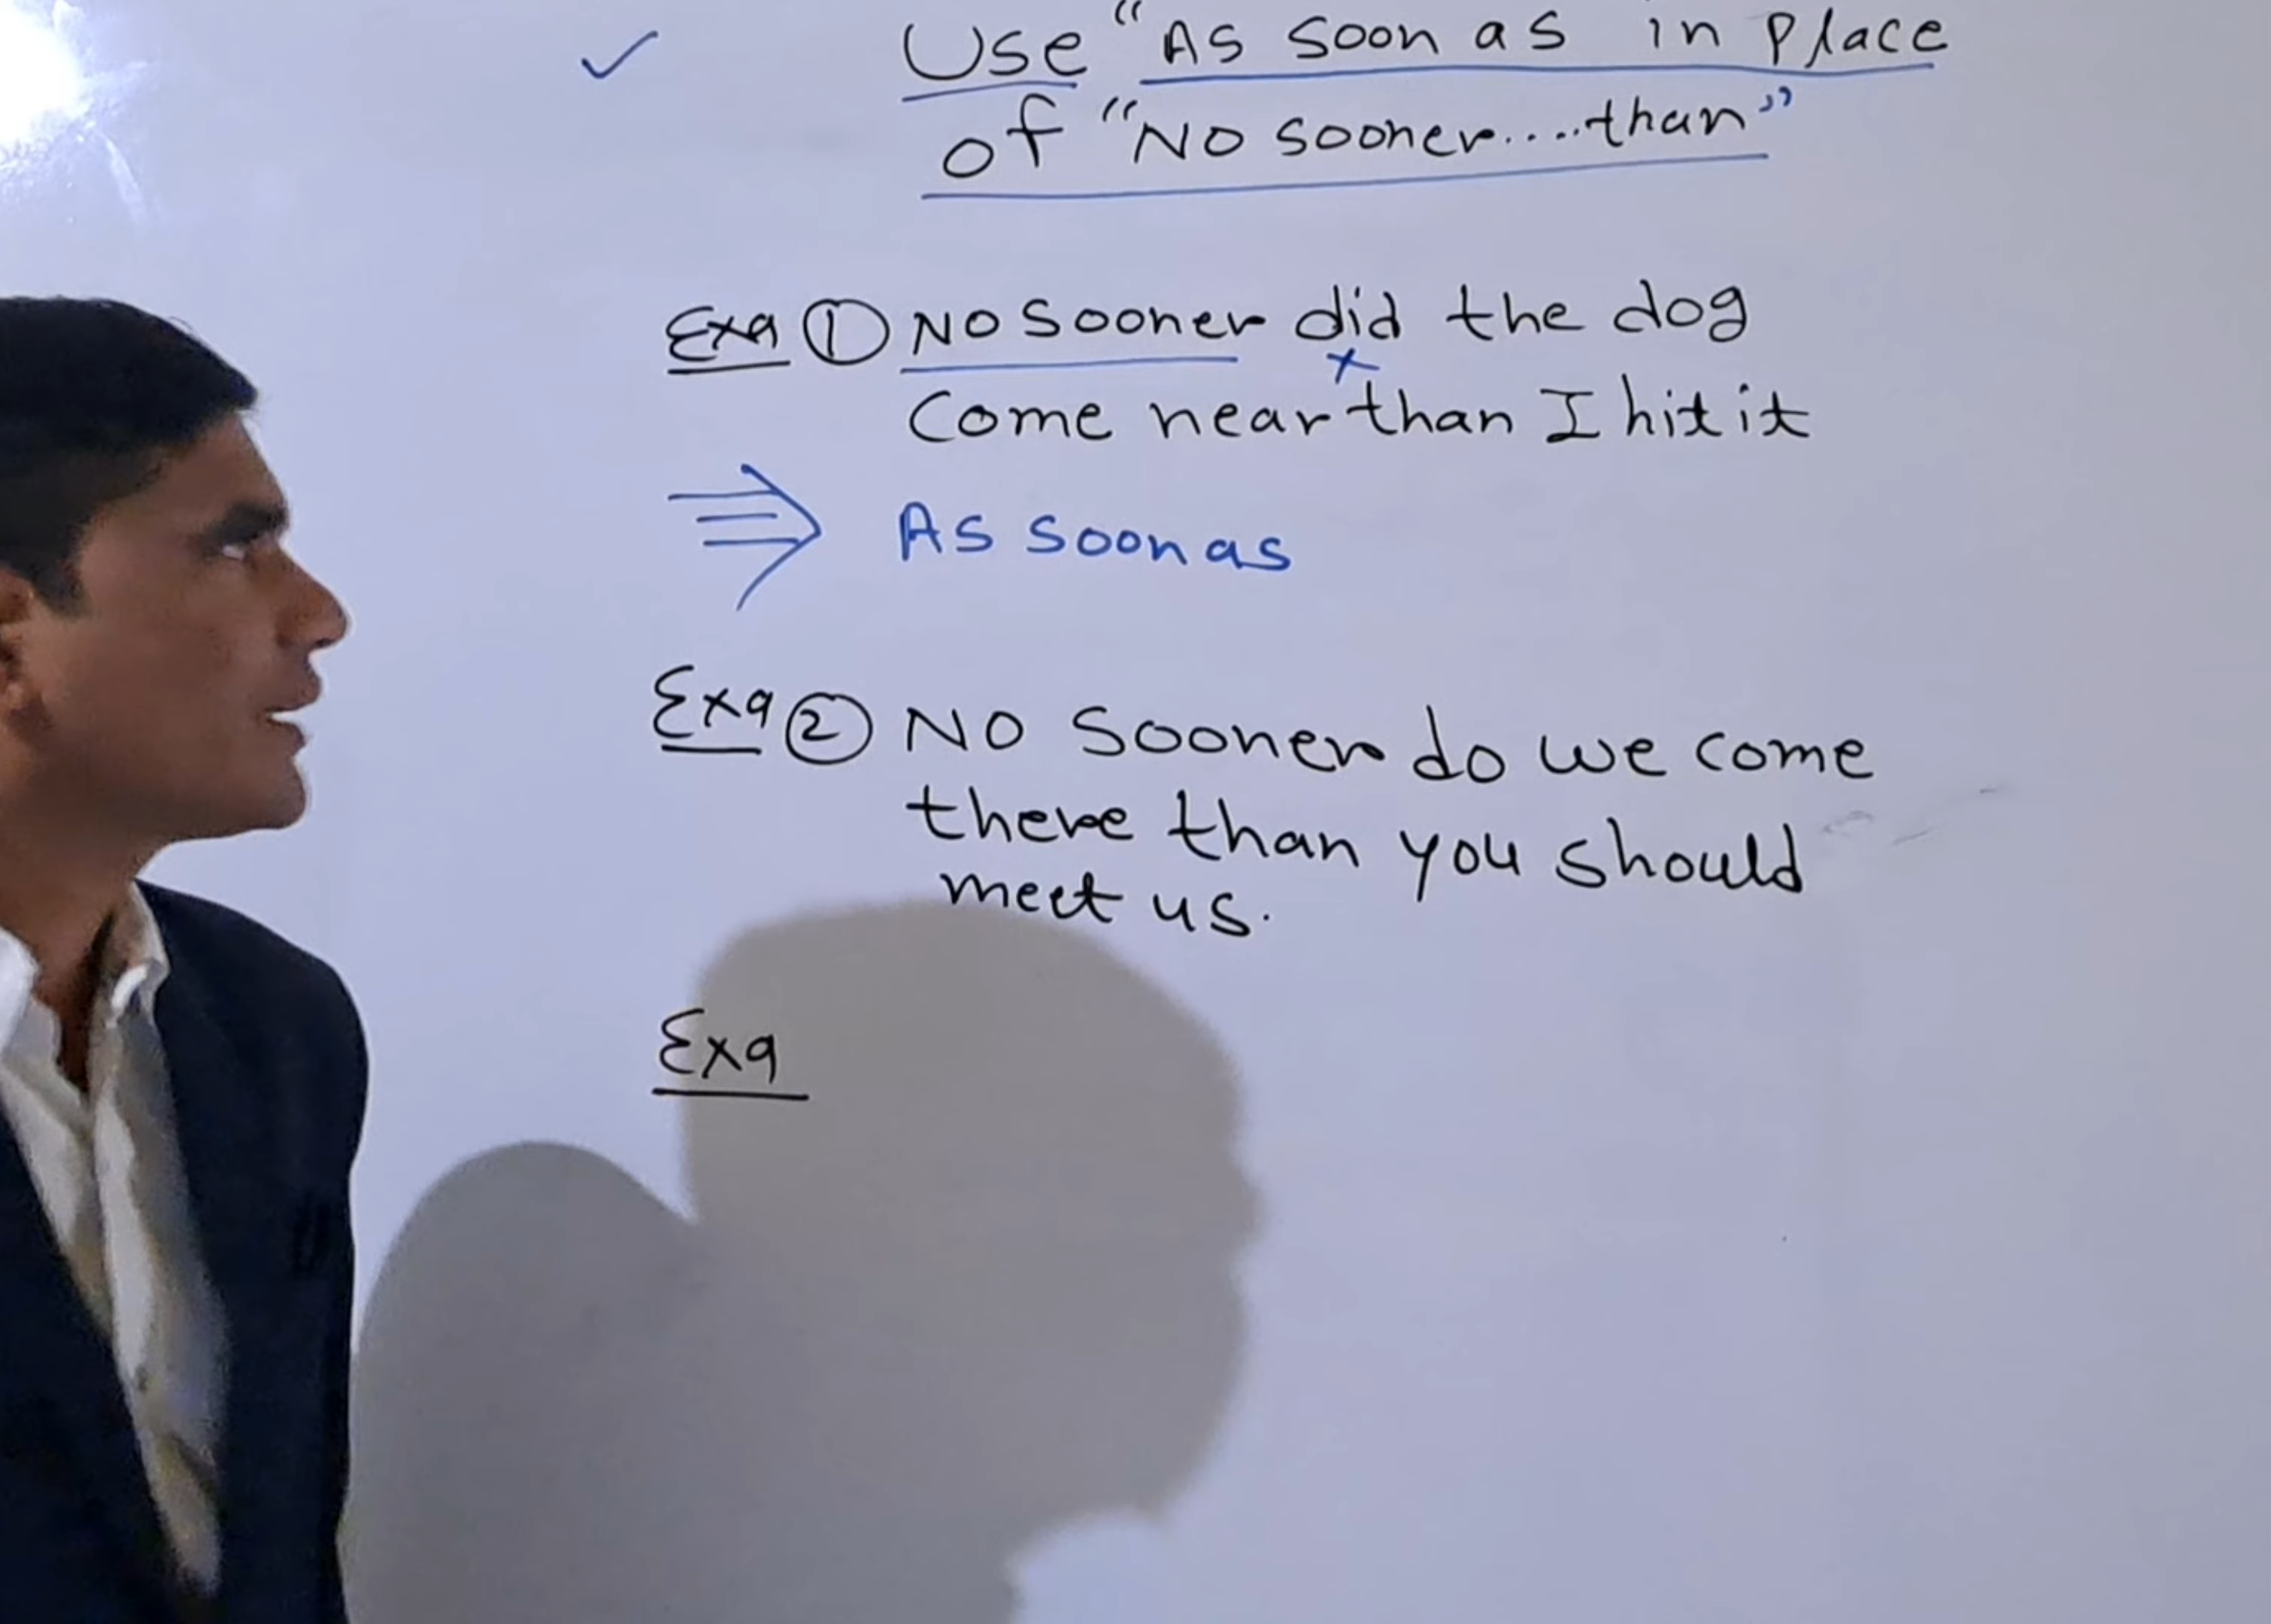 Use "As soon as in place
of "No sooner....than"
Exa ① No sooner did the dog
x
Come near than I hit it
As soon as
Exa ② No Sooner do we come
there than you should
meet us.
Exa